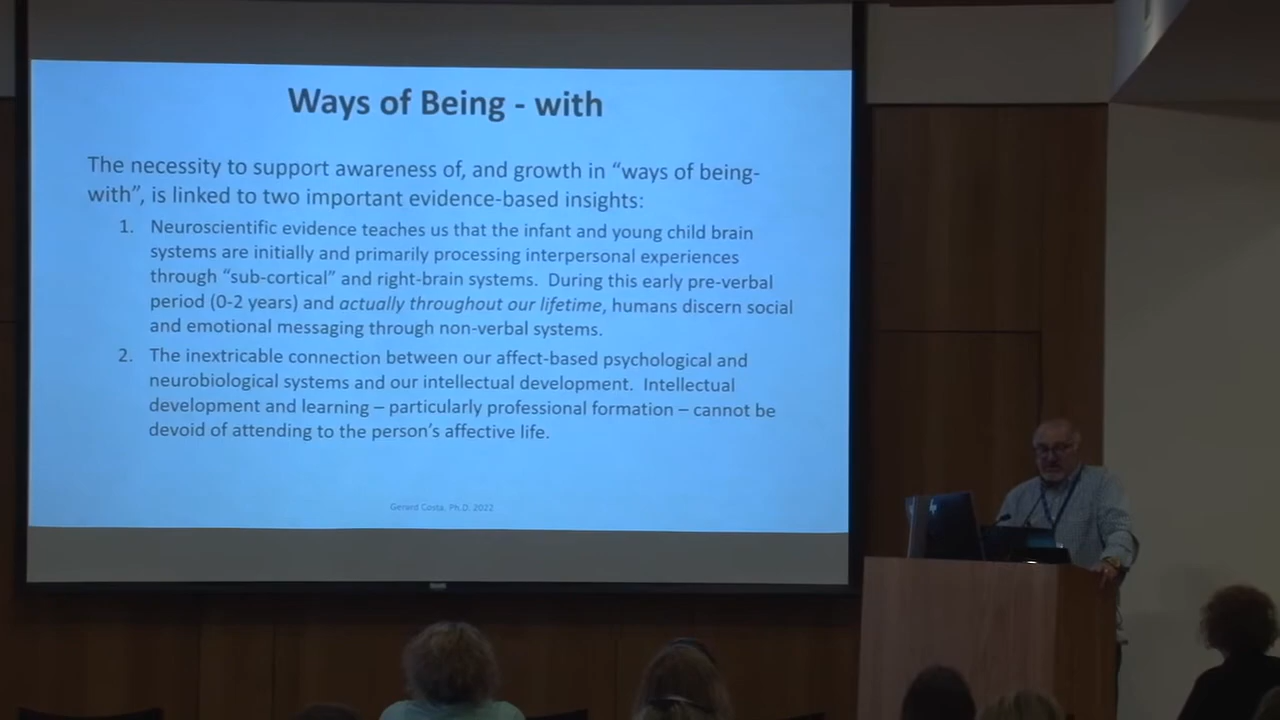 Ways of Being - with
The necessity to support awareness of, and growth in “ways of being-
with”, is linked to two important evidence-based insights:
1. Neuroscientific evidence teaches us that the infant and young child brain
systems are initially and primarily processing interpersonal experiences
through “sub-cortical” and right-brain systems. During this early pre-verbal
period (0-2 years) and actually throughout our lifetime, humans discern social
and emotional messaging through non-verbal systems.
2. The inextricable connection between our affect-based psychological and
neurobiological systems and our intellectual development. Intellectual
development and learning – particularly professional formation – cannot be
devoid of attending to the person’s affective life.
Gerard Costa, Ph.D. 2022
hp